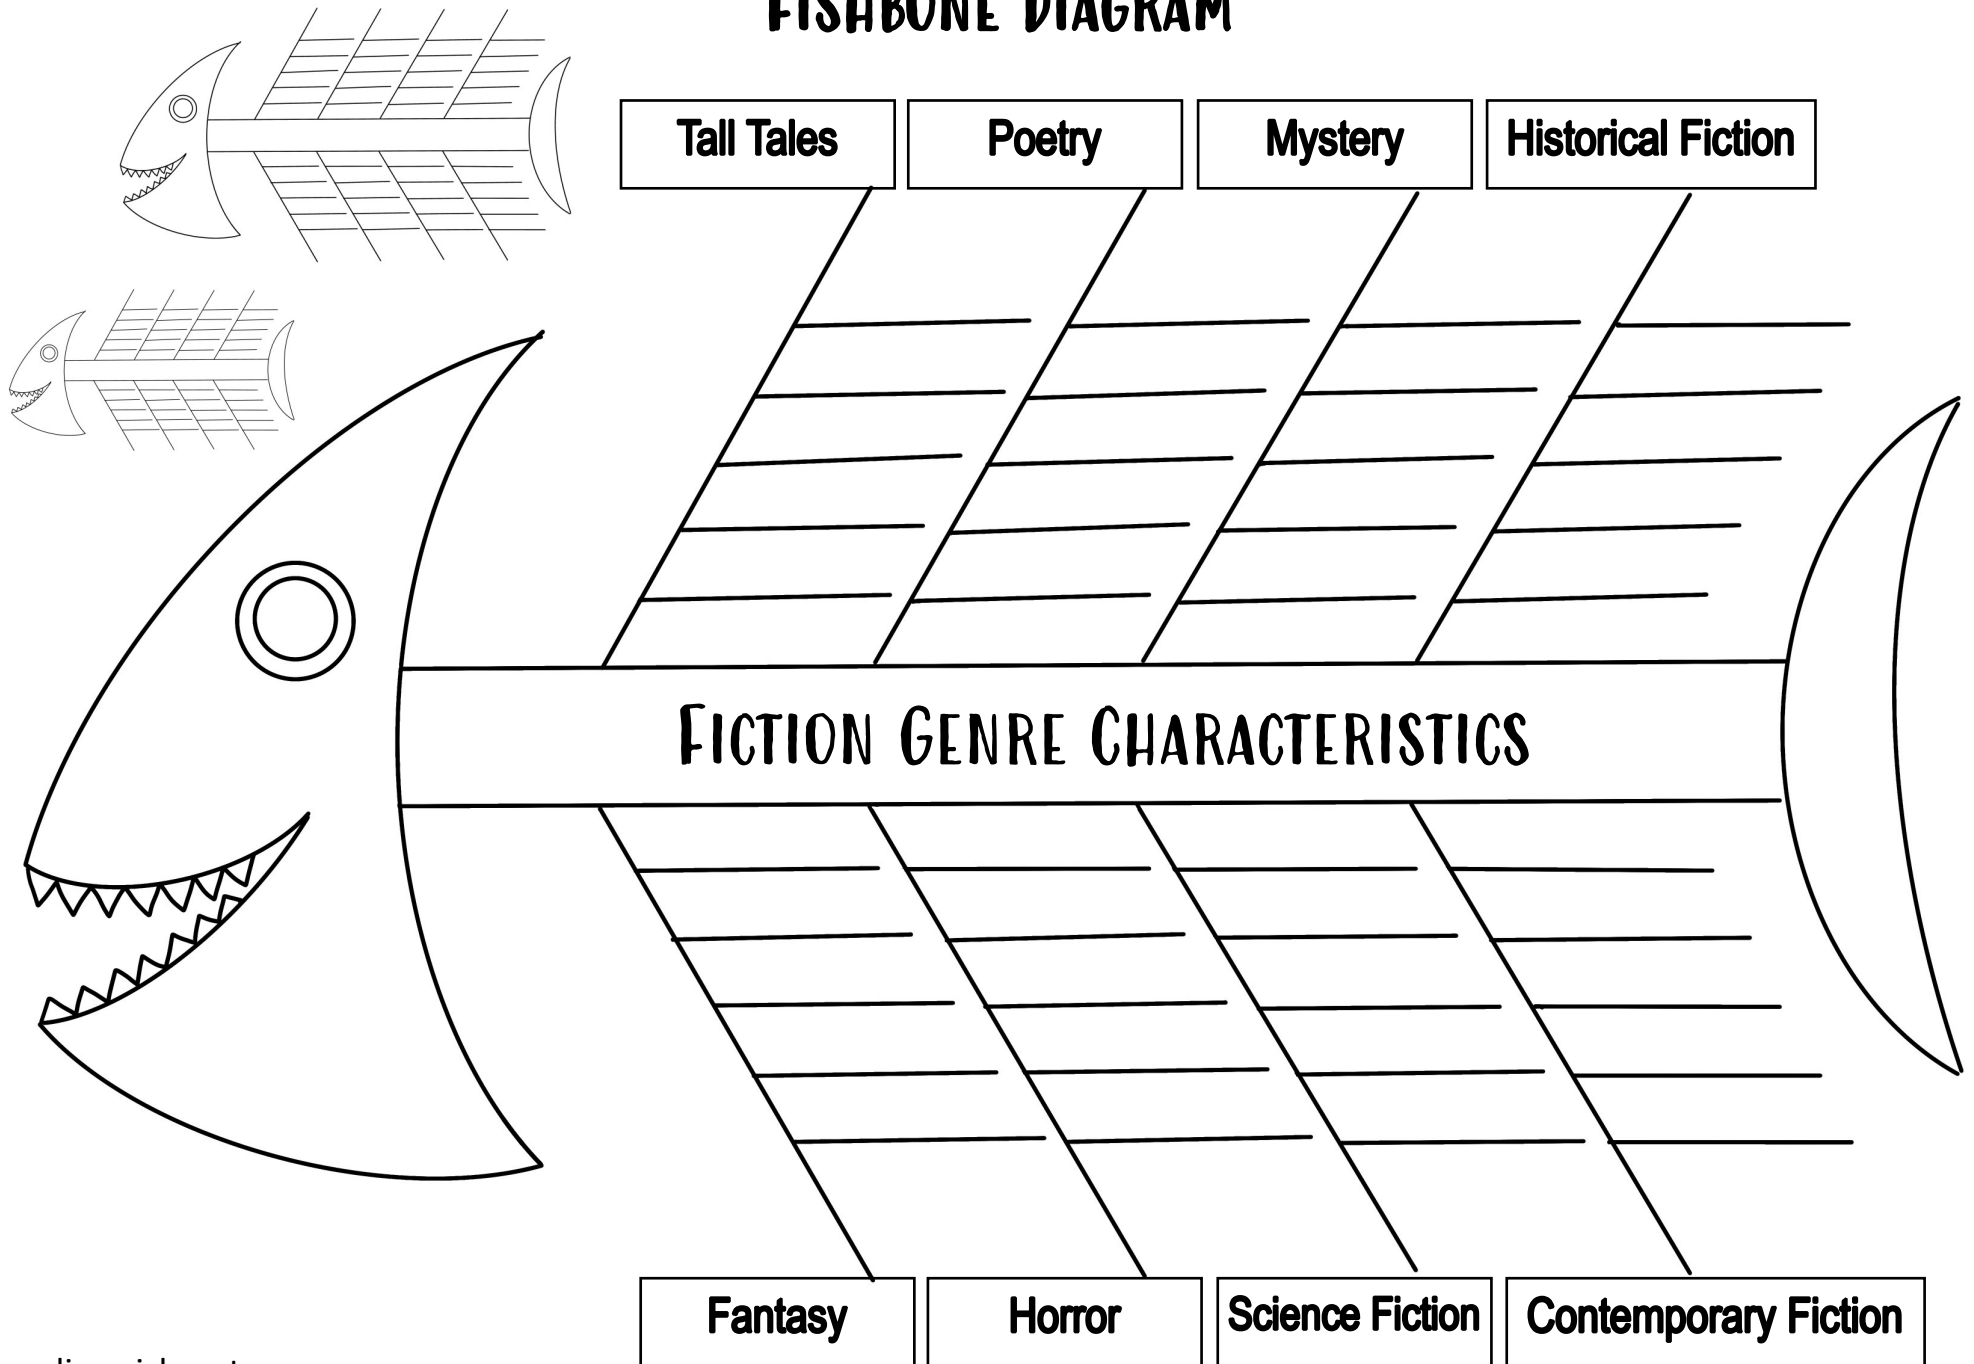 FISHBONE DIAGRAM
Tall Tales
Poetry
Mystery
Historical Fiction
FICTION GENRE CHARACTERISTICS
Fantasy
Horror
Science Fiction
Contemporary Fiction